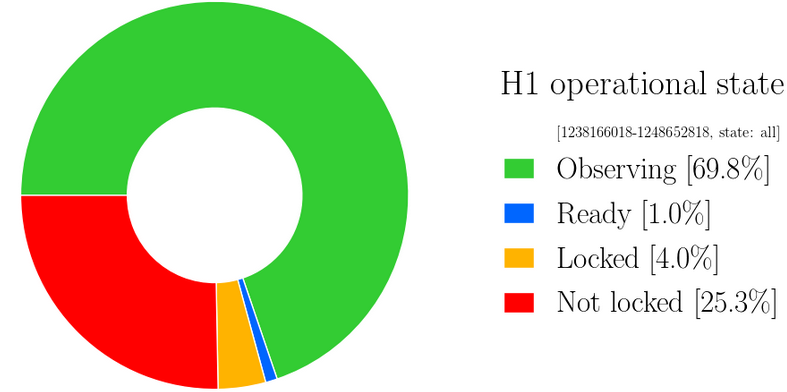 H1 operational state
[1238166018-1248652818, state: all]
Observing [69.8%]
Ready [1.0%]
Locked [4.0%]
Not locked [25.3%]